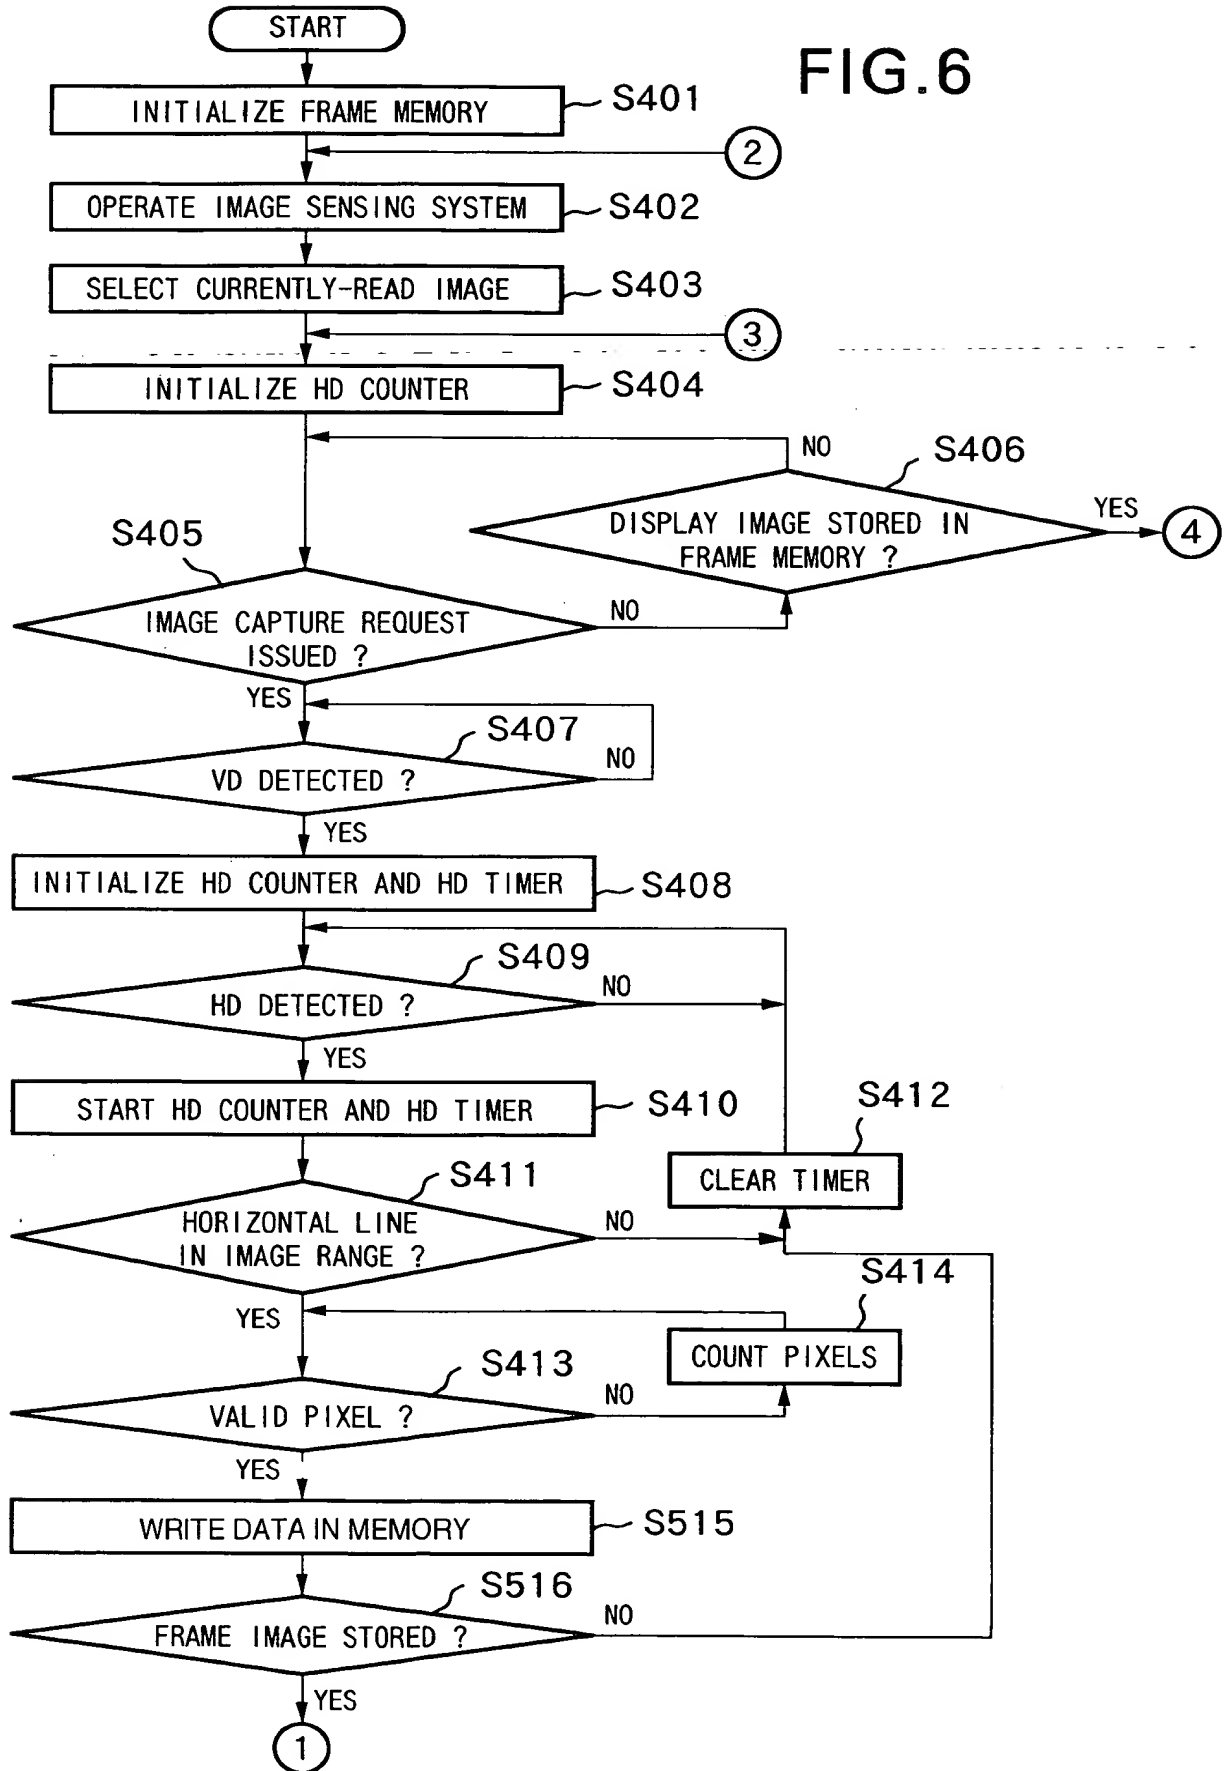 START
FIG.6
INITIALIZE FRAME MEMORY
S401
2
OPERATE IMAGE SENSING SYSTEM
S402
SELECT CURRENTLY-READ IMAGE
S403
3
INITIALIZE HD COUNTER
S404
NO
S406
DISPLAY IMAGE STORED IN
FRAME MEMORY ?
YES
4
S405
IMAGE CAPTURE REQUEST
ISSUED ?
NO
YES
S407
VD DETECTED ?
NO
YES
INITIALIZE HD COUNTER AND HD TIMER
S408
S409
HD DETECTED ?
NO
YES
START HD COUNTER AND HD TIMER
S410
S412
CLEAR TIMER
S411
HORIZONTAL LINE
IN IMAGE RANGE ?
NO
YES
S414
COUNT PIXELS
S413
VALID PIXEL ?
NO
YES
WRITE DATA IN MEMORY
S515
S516
FRAME IMAGE STORED ?
NO
YES
1